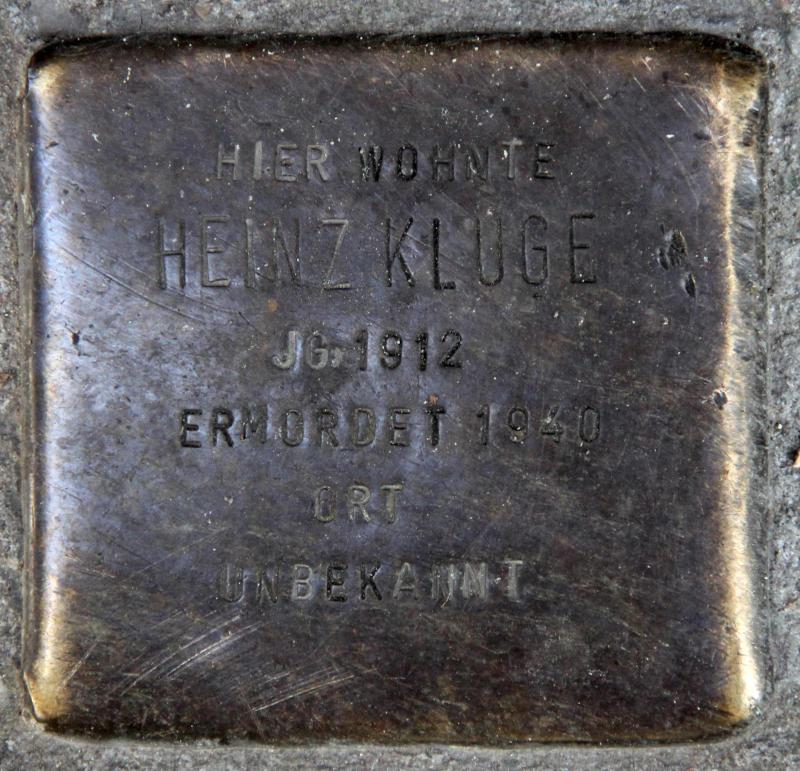 HIER WOHNTE
HEINZ KLUGE
JG. 1912
ERMORDET 1940
ORT
UNBEKANNT